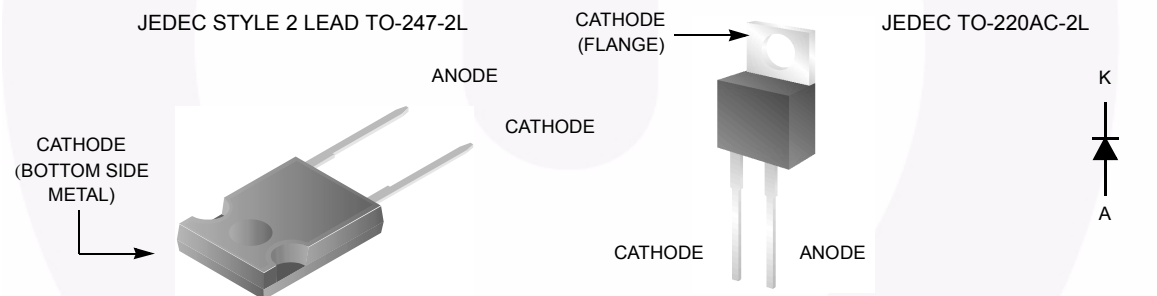 JEDEC STYLE 2 LEAD TO-247-2L
ANODE
CATHODE
CATHODE
(BOTTOM SIDE
METAL)
CATHODE
(FLANGE)
JEDEC TO-220AC-2L
CATHODE
ANODE
K
A